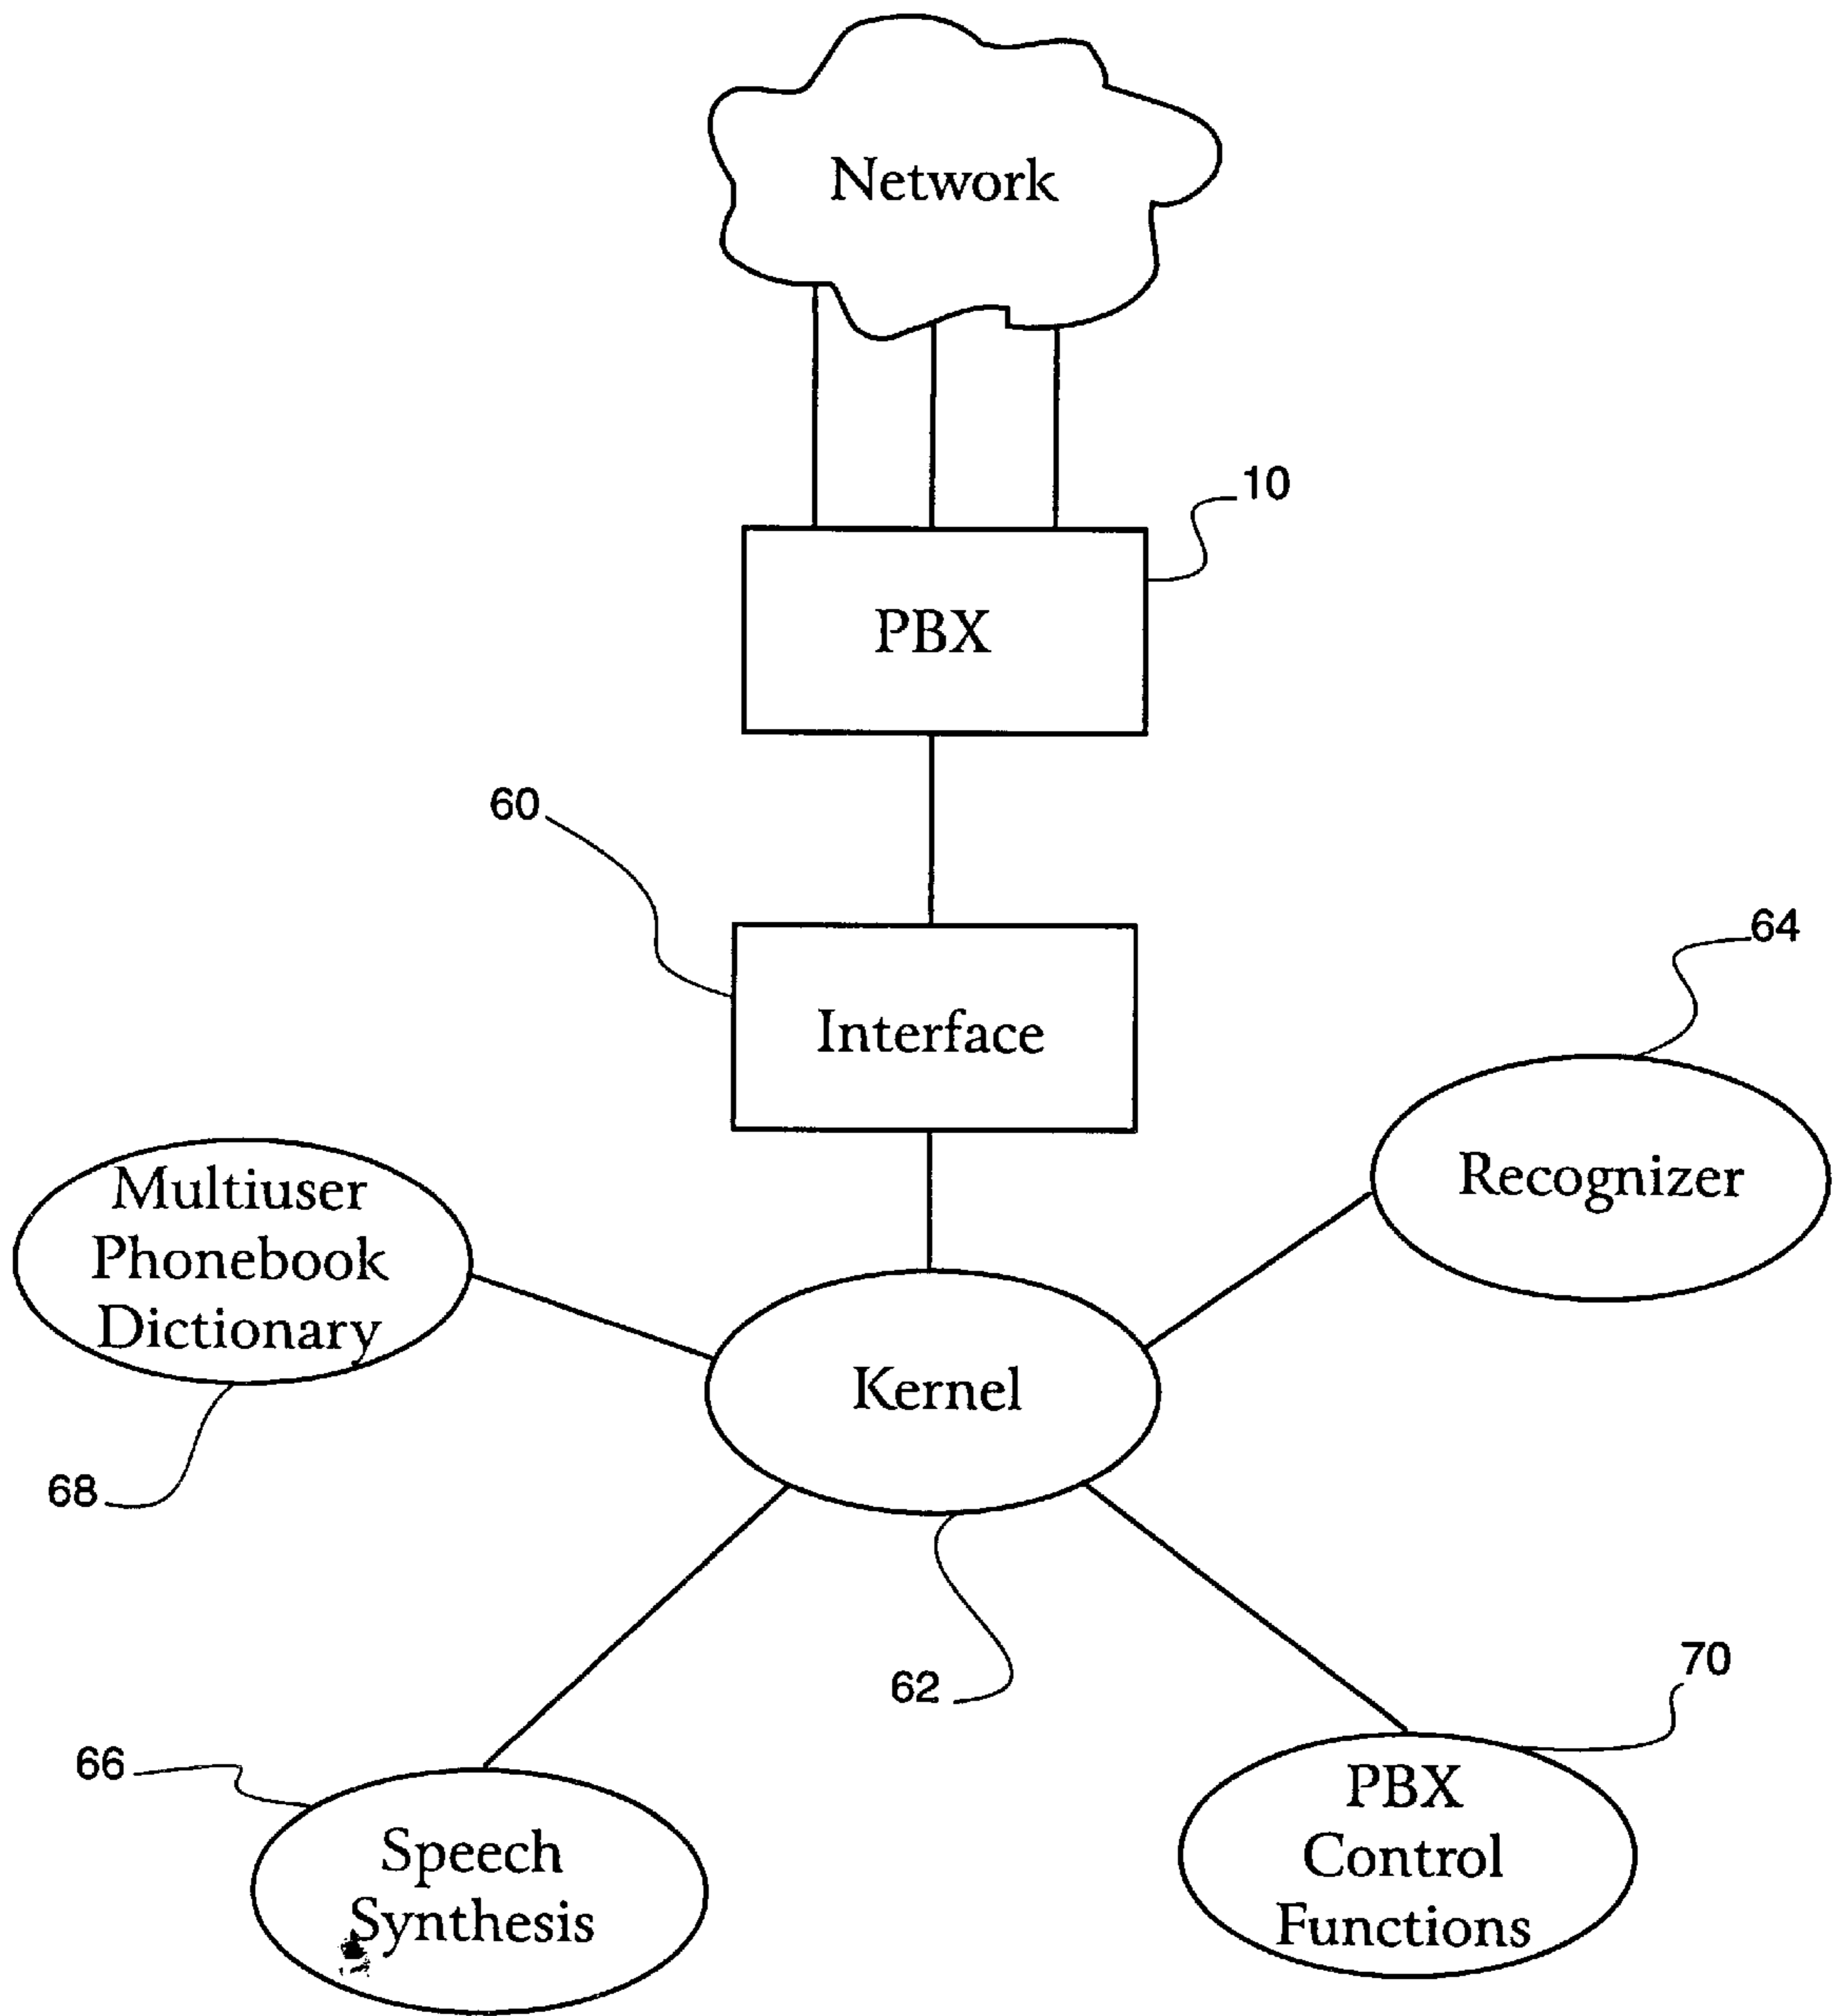 Network
10
PBX
60
64
Interface
Recognizer
Multiuser
Phonebook
Dictionary
Kernel
68
62
70
66
PBX
Control
Functions
Speech
Synthesis